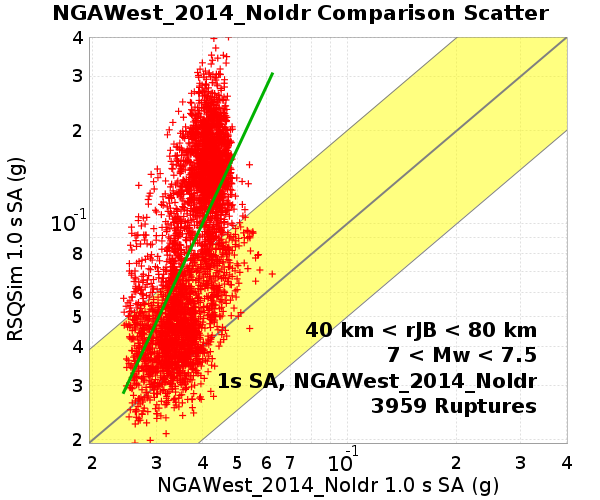 NGAWest_2014_NoIdr Comparison Scatter
RSQSim 1.0 s SA (g)
4
3
2
10^-1
8
6
5
4
3
2
40 km < rJB < 80 km
7 < Mw < 7.5
1s SA, NGAWest_2014_NoIdr
3959 Ruptures
2 3 4 5 6 7 10^-1 2 3 4
NGAWest_2014_NoIdr 1.0 s SA (g)